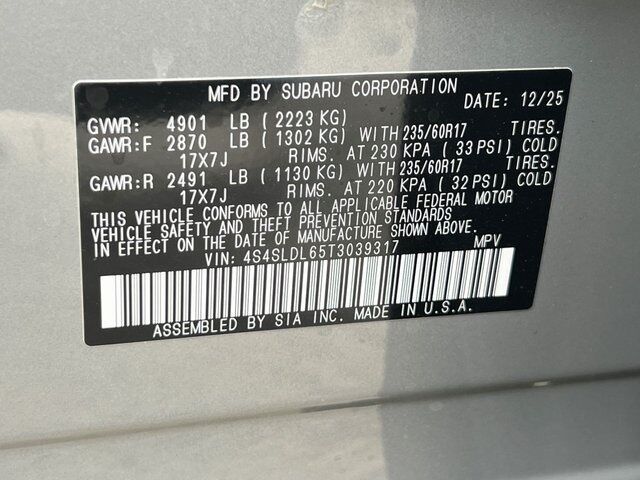 MFD BY SUBARU CORPORATION DATE: 12/25
GVWR: 4901 LB ( 2223 KG)
GAWR:F 2870 LB ( 1302 KG) WITH 235/60R17 TIRES.
17X7J RIMS. AT 230 KPA ( 33 PSI) COLD
GAWR:R 2491 LB ( 1130 KG) WITH 235/60R17 TIRES.
17X7J RIMS. AT 220 KPA ( 32 PSI) COLD
THIS VEHICLE CONFORMS TO ALL APPLICABLE FEDERAL MOTOR
VEHICLE SAFETY AND BUMPER STANDARDS
IN EFFECT ON THE DATE OF MANUFACTURE SHOWN ABOVE.
VIN: 4S4SLDL65T3039317 MPV
ASSEMBLED BY SIA INC. MADE IN U.S.A.